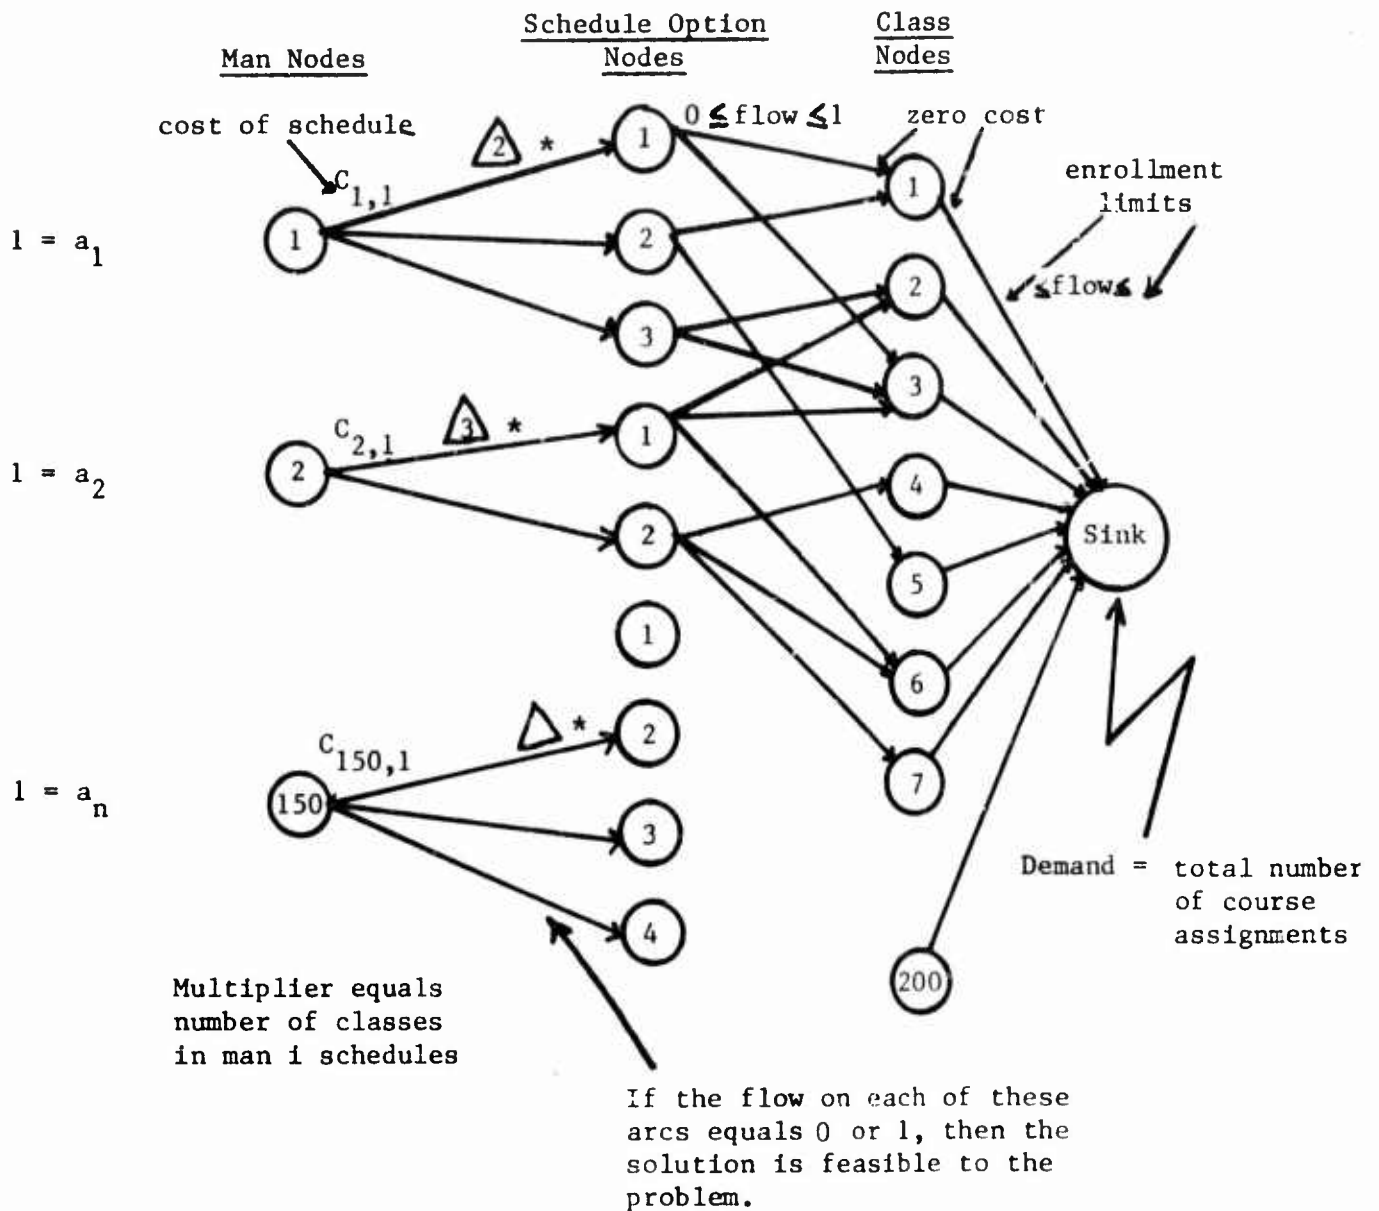 Schedule Option
Nodes
Class
Nodes
Man Nodes
cost of schedule
C1,1
2 *
0 ≤ flow ≤ 1
zero cost
enrollment
limits
≤ flow ≤
1 = a1
1
1
2
3
1
2
3
4
5
6
7
200
Sink
1 = a2
2
C2,1
3 *
1
2
1 = an
150
C150,1
*
1
2
3
4
Demand = total number
of course
assignments
Multiplier equals
number of classes
in man i schedules
If the flow on each of these
arcs equals 0 or 1, then the
solution is feasible to the
problem.